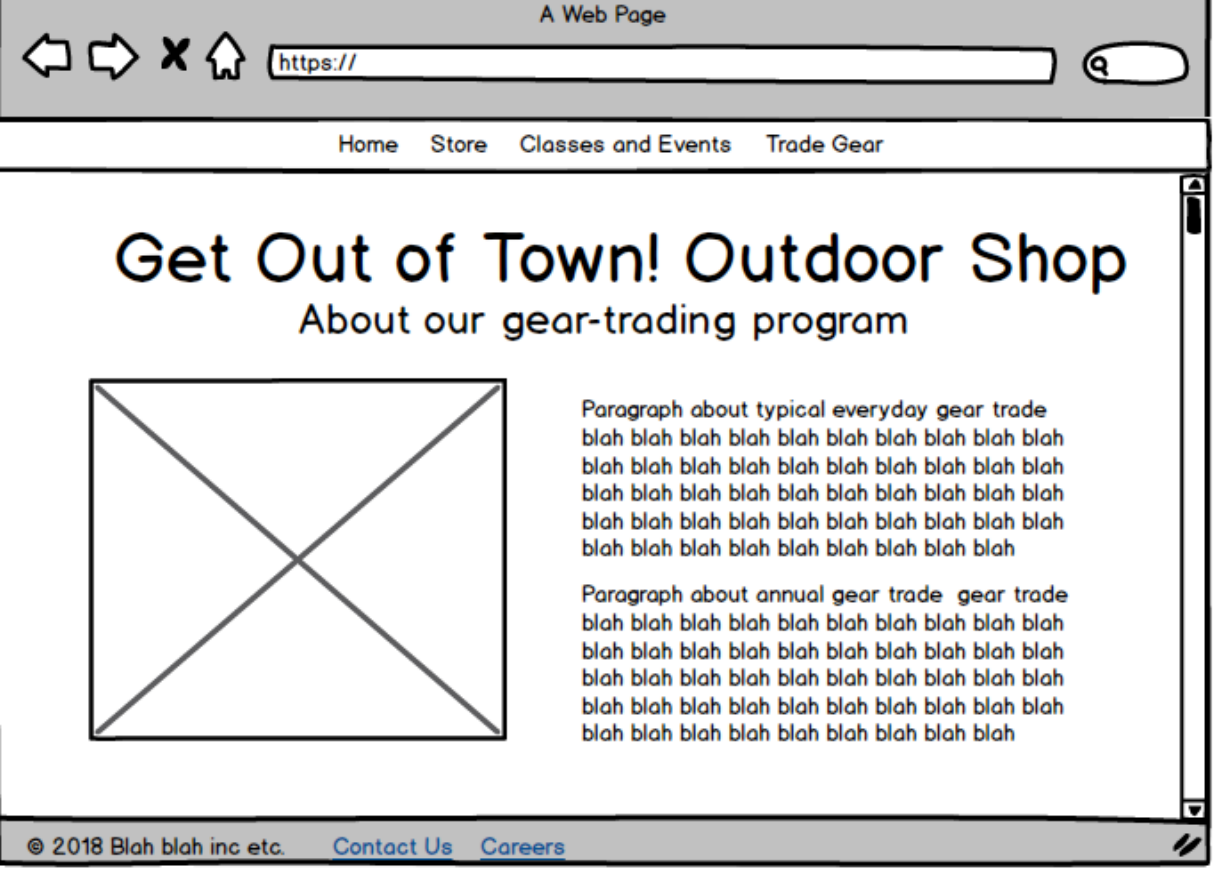 A Web Page
https://
Home Store Classes and Events Trade Gear
Get Out of Town! Outdoor Shop
About our gear-trading program
Paragraph about typical everyday gear trade
blah blah blah blah blah blah blah blah blah blah
blah blah blah blah blah blah blah blah blah blah
blah blah blah blah blah blah blah blah blah blah
blah blah blah blah blah blah blah blah blah blah
blah blah blah blah blah blah blah blah blah
Paragraph about annual gear trade  gear trade
blah blah blah blah blah blah blah blah blah blah
blah blah blah blah blah blah blah blah blah blah
blah blah blah blah blah blah blah blah blah blah
blah blah blah blah blah blah blah blah blah blah
blah blah blah blah blah blah blah blah blah
© 2018 Blah blah inc etc. Contact Us Careers